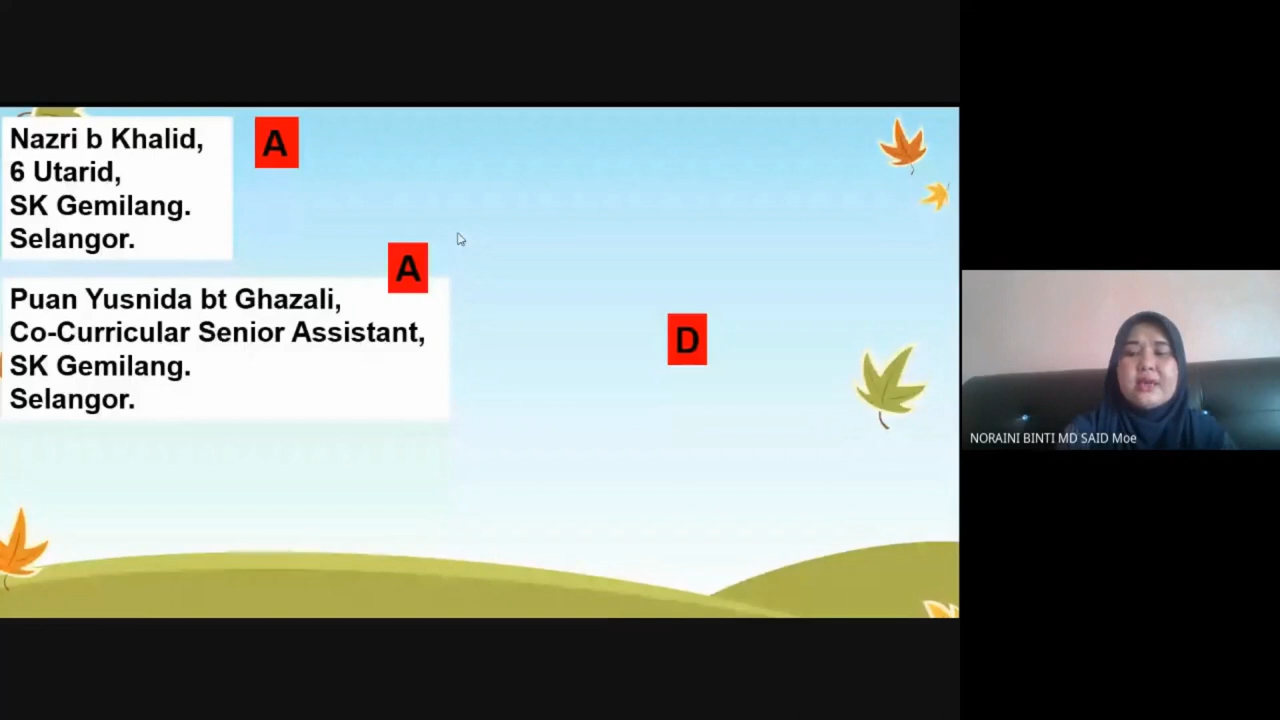 Nazri b Khalid,
6 Utarid,
SK Gemilang.
Selangor.
A
A
Puan Yusnida bt Ghazali,
Co-Curricular Senior Assistant,
SK Gemilang.
Selangor.
D
NORAINI BINTI MD SAID Moe